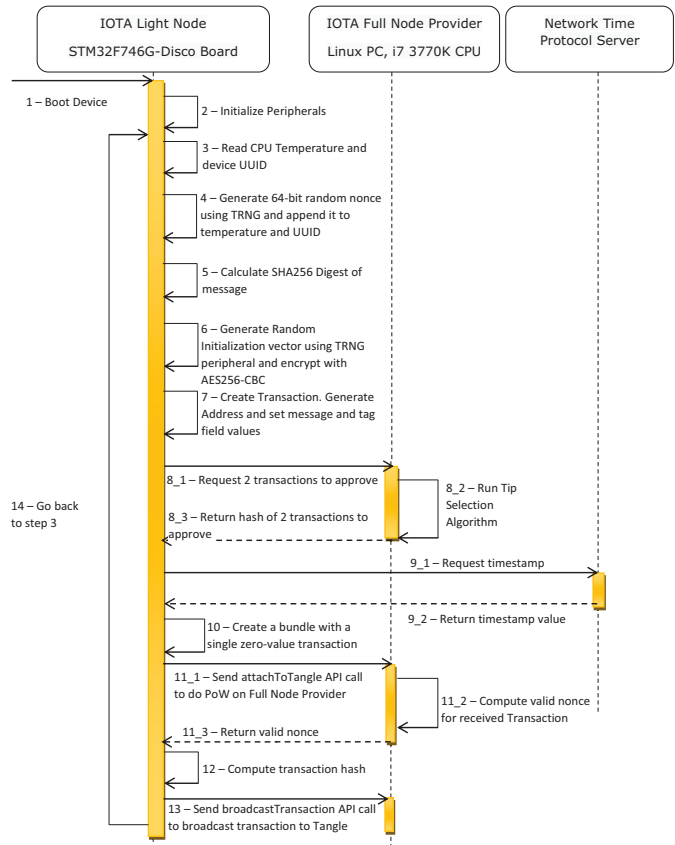 IOTA Light Node
STM32F746G-Disco Board
IOTA Full Node Provider
Linux PC, i7 3770K CPU
Network Time
Protocol Server
1 – Boot Device
2 – Initialize Peripherals
3 – Read CPU Temperature and
device UUID
4 – Generate 64-bit random nonce
using TRNG and append it to
temperature and UUID
5 – Calculate SHA256 Digest of
message
6 – Generate Random
Initialization vector using TRNG
peripheral and encrypt with
AES256-CBC
7 – Create Transaction. Generate
Address and set message and tag
field values
8_1 – Request 2 transactions to approve
8_2 – Run Tip
Selection
Algorithm
8_3 – Return hash of 2 transactions to
approve
14 – Go back
to step 3
9_1 – Request timestamp
9_2 – Return timestamp value
10 – Create a bundle with a
single zero-value transaction
11_1 – Send attachToTangle API call
to do PoW on Full Node Provider
11_2 – Compute valid nonce
for received Transaction
11_3 – Return valid nonce
12 – Compute transaction hash
13 – Send broadcastTransaction API call
to broadcast transaction to Tangle